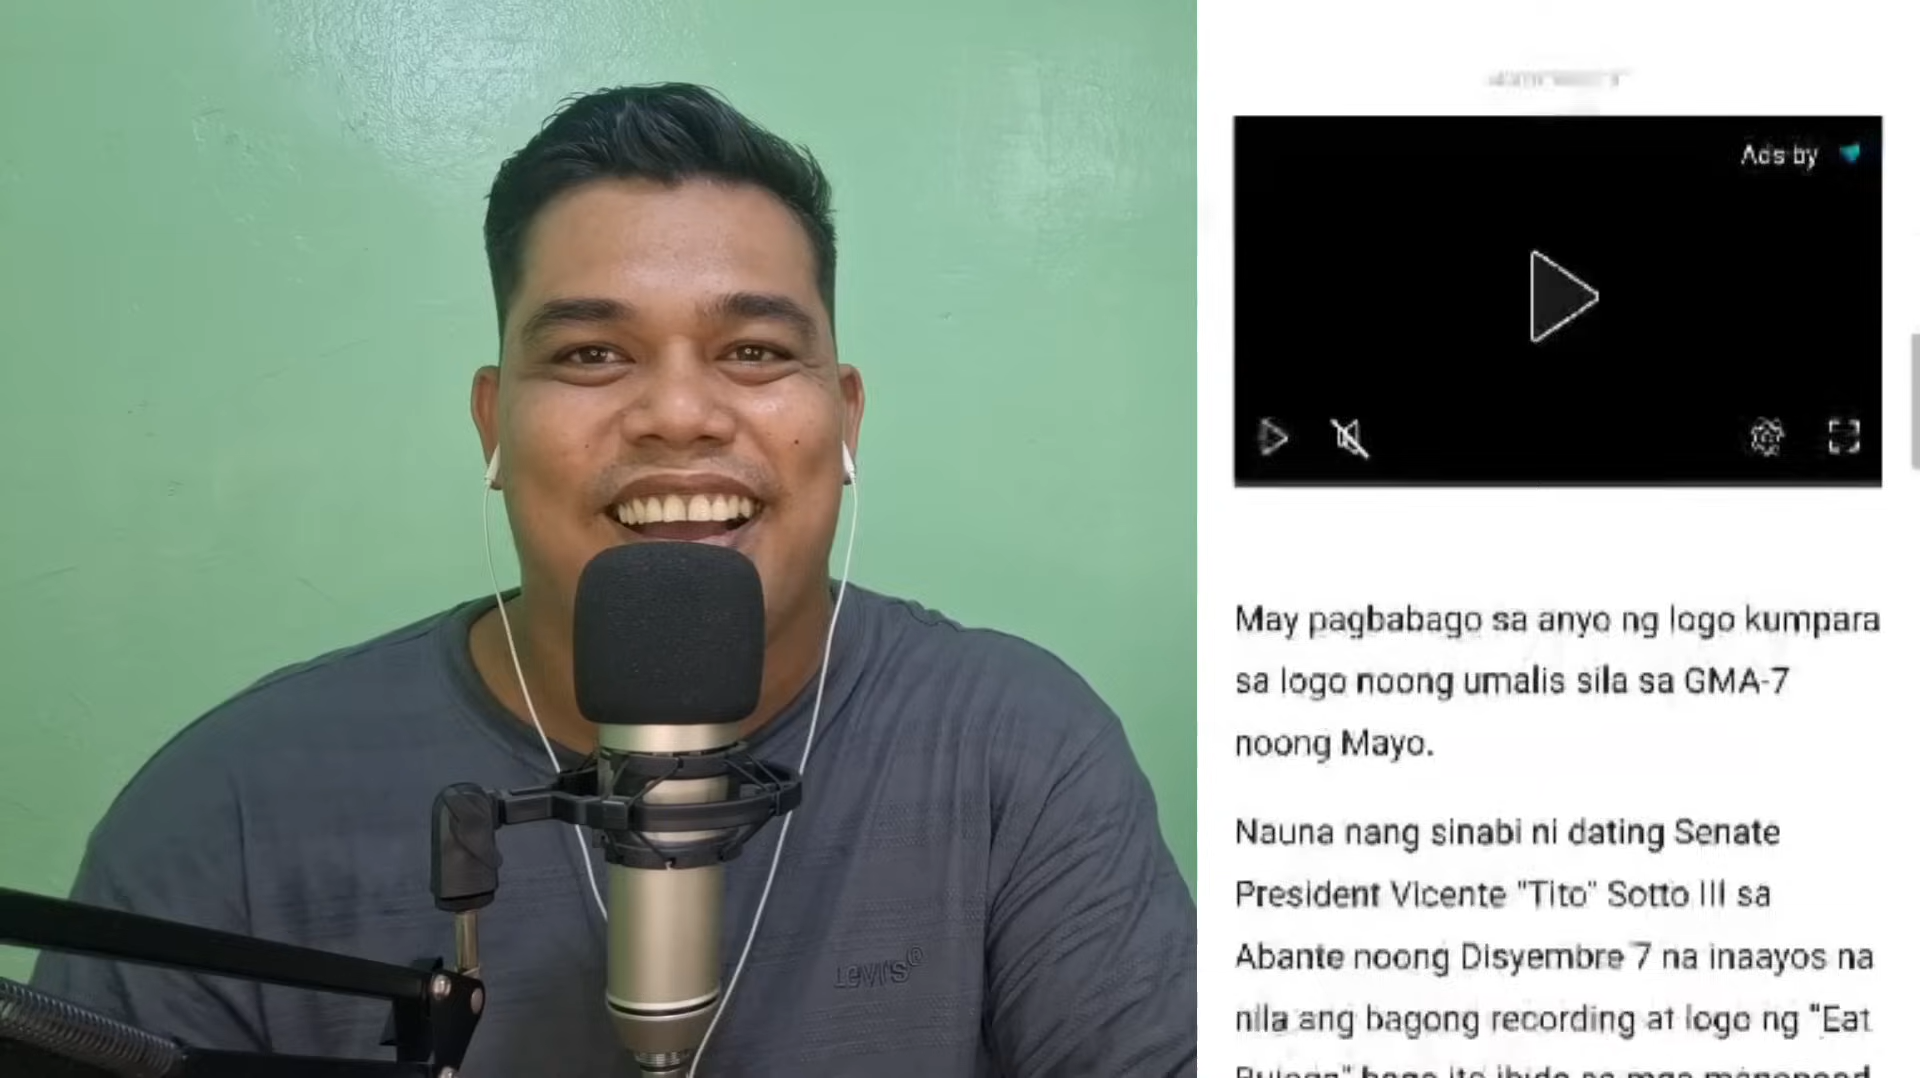 Ads by
May pagbabago sa anyo ng logo kumpara
sa logo noong umalis sila sa GMA-7
noong Mayo.
Nauna nang sinabi ni dating Senate
President Vicente "Tito" Sotto III sa
Abante noong Disyembre 7 na inaayos na
nila ang bagong recording at logo ng "Eat
Levi's®